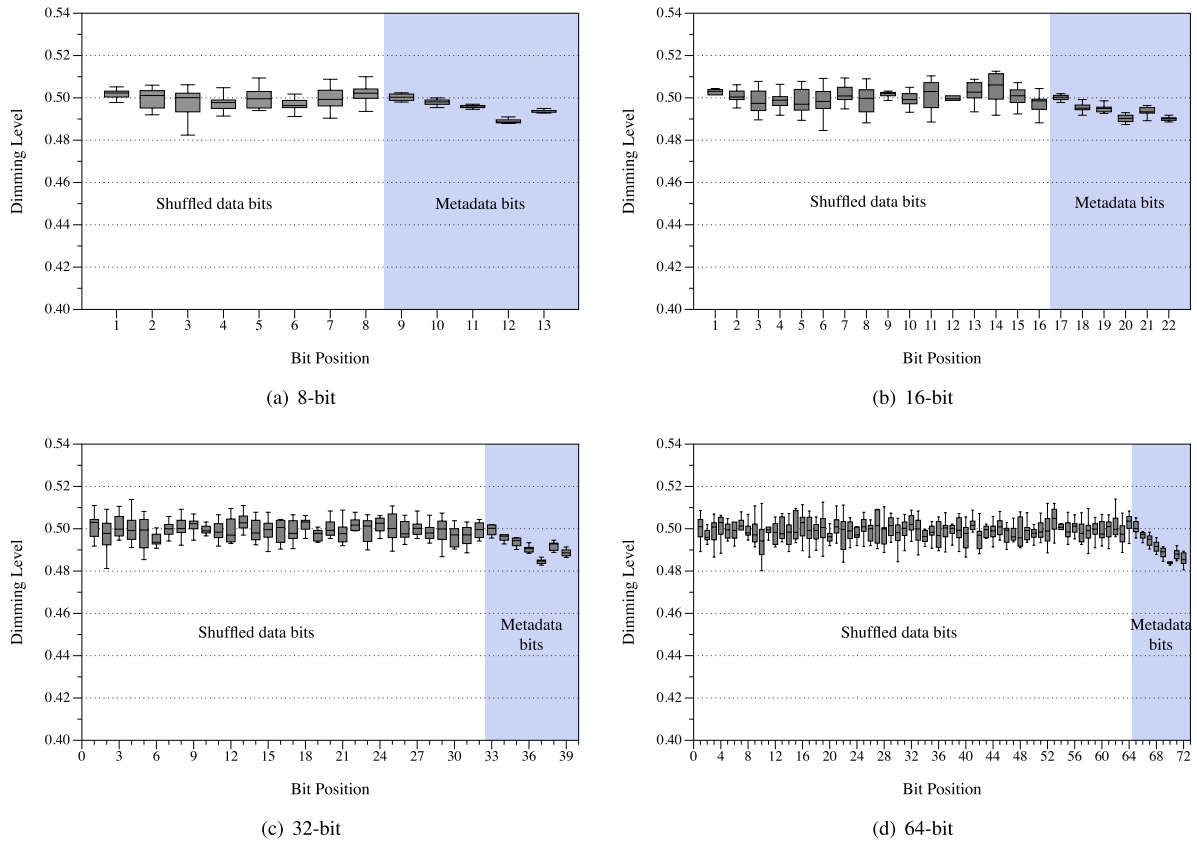 0.54
0.52
0.50
0.48
0.46
0.44
0.42
0.40
Dimming Level
Shuffled data bits
Metadata bits
1 2 3 4 5 6 7 8 9 10 11 12 13
Bit Position
(a) 8-bit
0.54
0.52
0.50
0.48
0.46
0.44
0.42
0.40
Dimming Level
Shuffled data bits
Metadata bits
1 2 3 4 5 6 7 8 9 10 11 12 13 14 15 16 17 18 19 20 21 22
Bit Position
(b) 16-bit
0.54
0.52
0.50
0.48
0.46
0.44
0.42
0.40
Dimming Level
Shuffled data bits
Metadata
bits
0 3 6 9 12 15 18 21 24 27 30 33 36 39
Bit Position
(c) 32-bit
0.54
0.52
0.50
0.48
0.46
0.44
0.42
0.40
Dimming Level
Shuffled data bits
Metadata
bits
0 4 8 12 16 20 24 28 32 36 40 44 48 52 56 60 64 68 72
Bit Position
(d) 64-bit